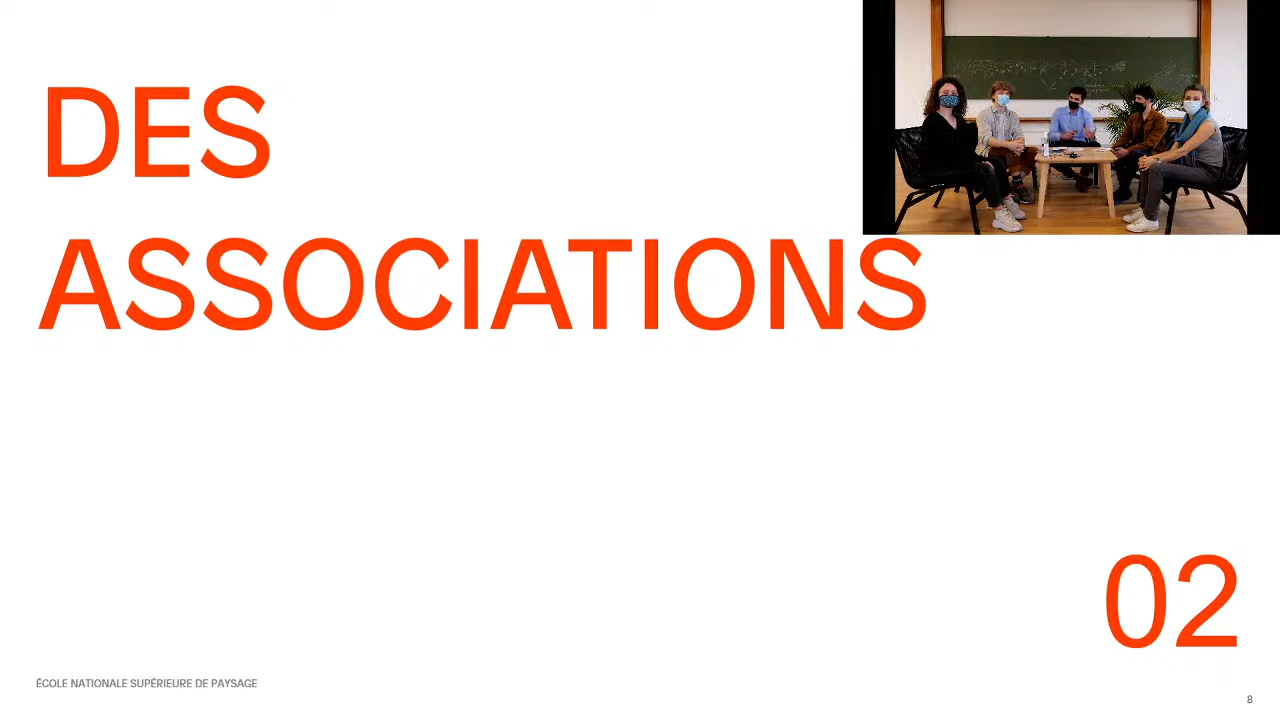 DES
ASSOCIATIONS
02
ÉCOLE NATIONALE SUPÉRIEURE DE PAYSAGE
8